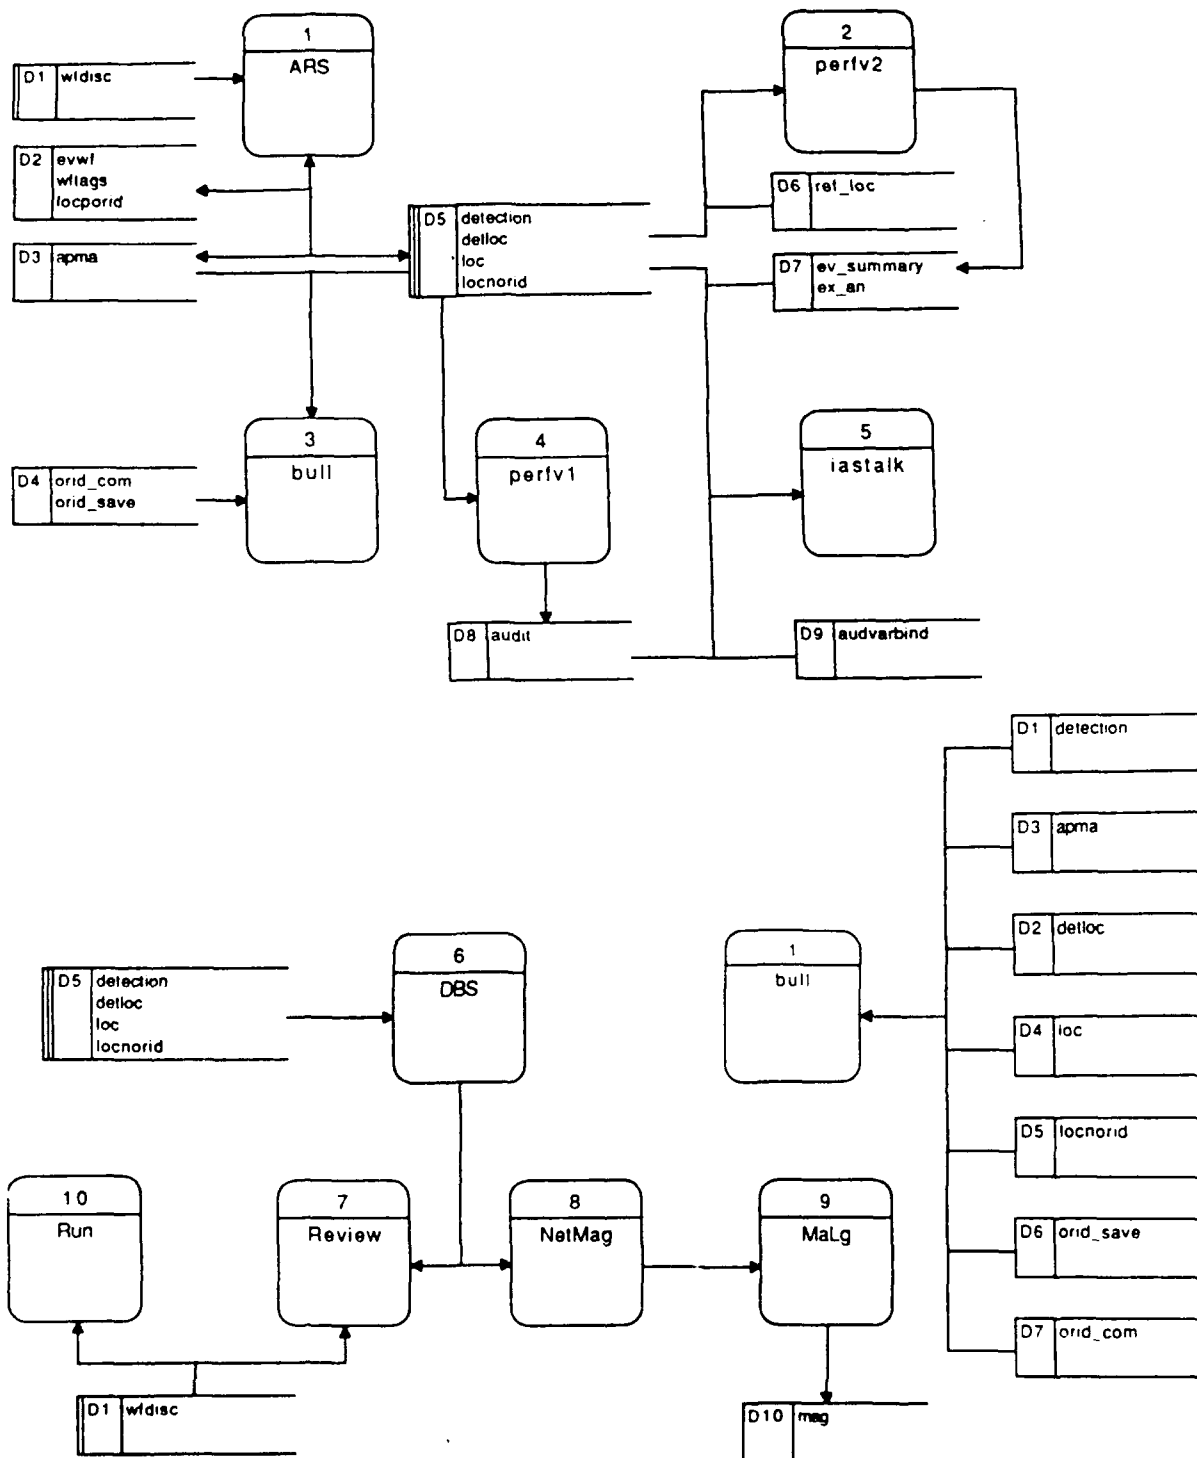 1
ARS
2
perfv2
D1 wfdisc
D2 evwf
wftags
locporid
D6 ref_loc
D5 detection
detloc
loc
locnorid
D3 apma
D7 ev_summary
ex_an
3
bull
4
perfv1
5
iastalk
D4 orid_com
orid_save
D8 audit
D9 audvarbind
D1 detection
D3 apma
D2 detloc
6
DBS
1
bull
D5 detection
detloc
loc
locnorid
D4 loc
D5 locnorid
10
Run
7
Review
8
NetMag
9
MaLg
D6 orid_save
D7 orid_com
D1 wfdisc
D10 mag